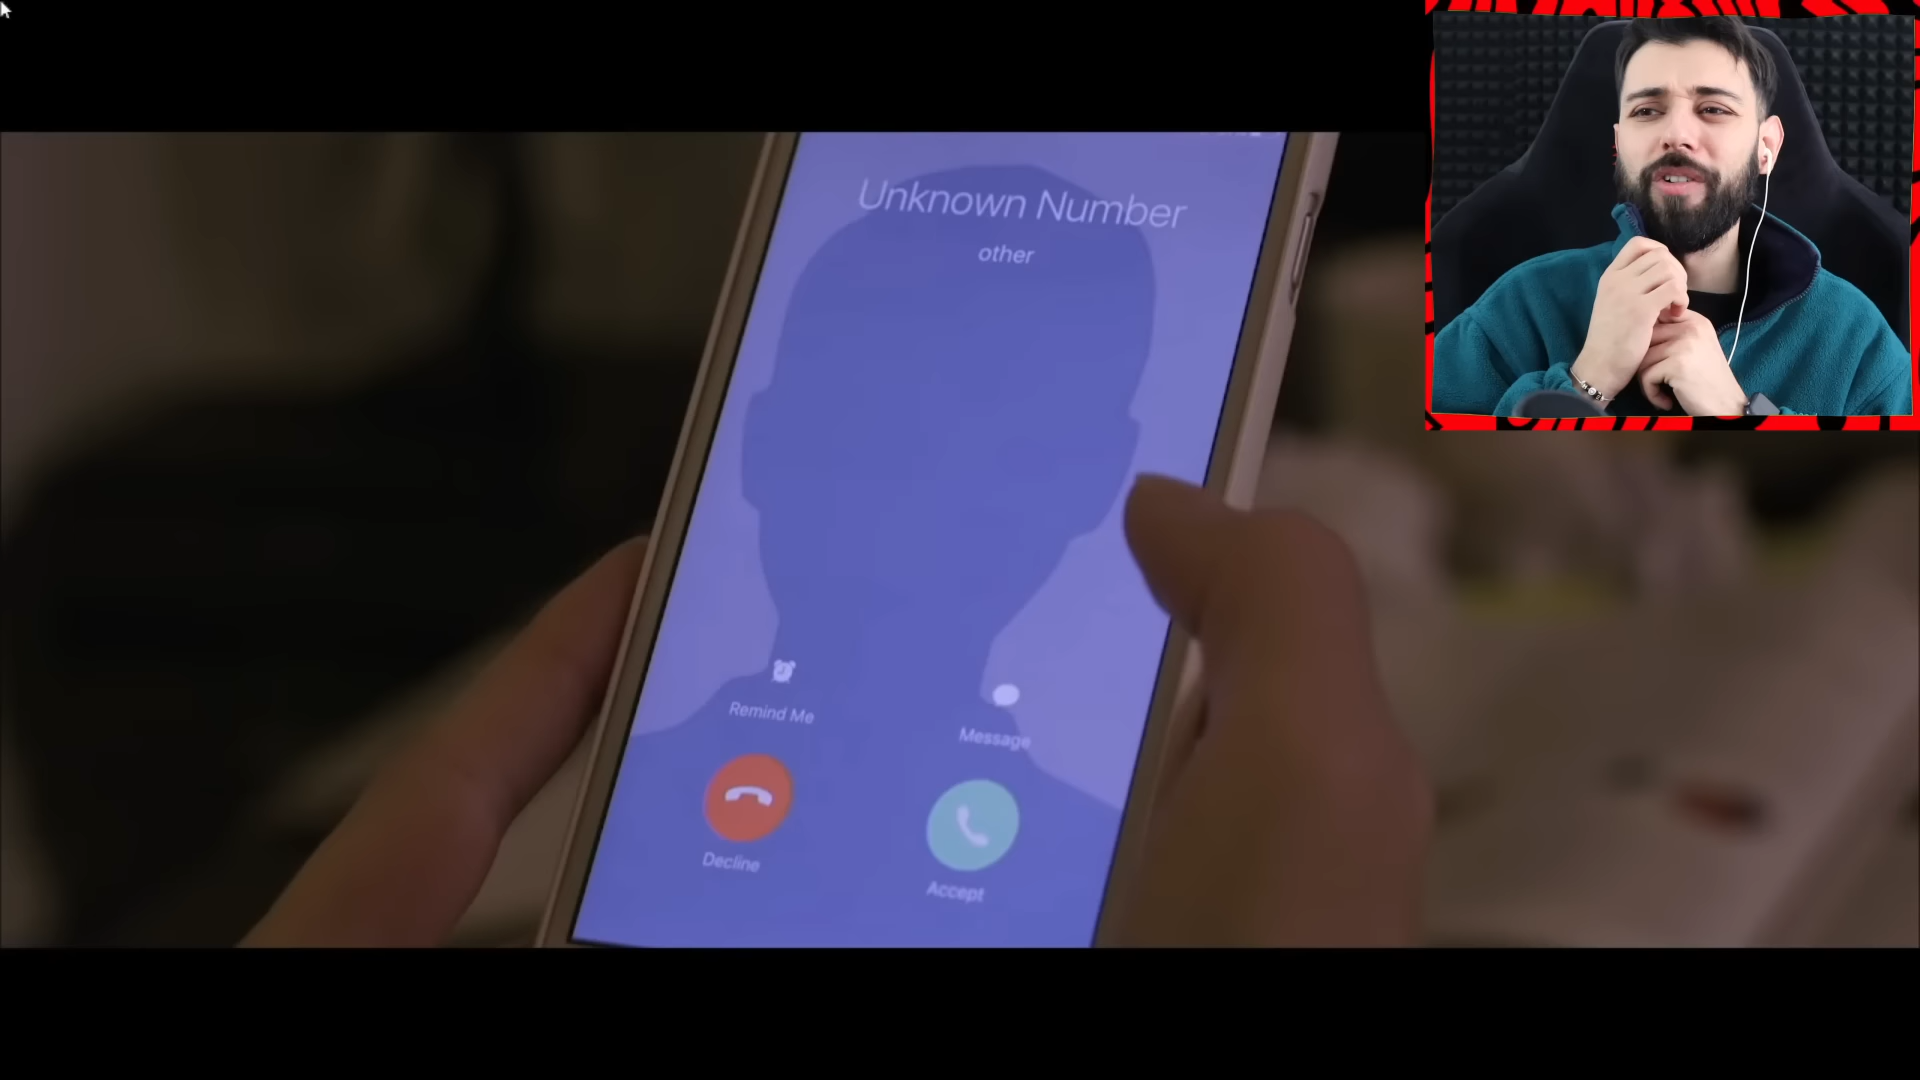 Unknown Number
other
Remind Me
Message
Decline
Accept